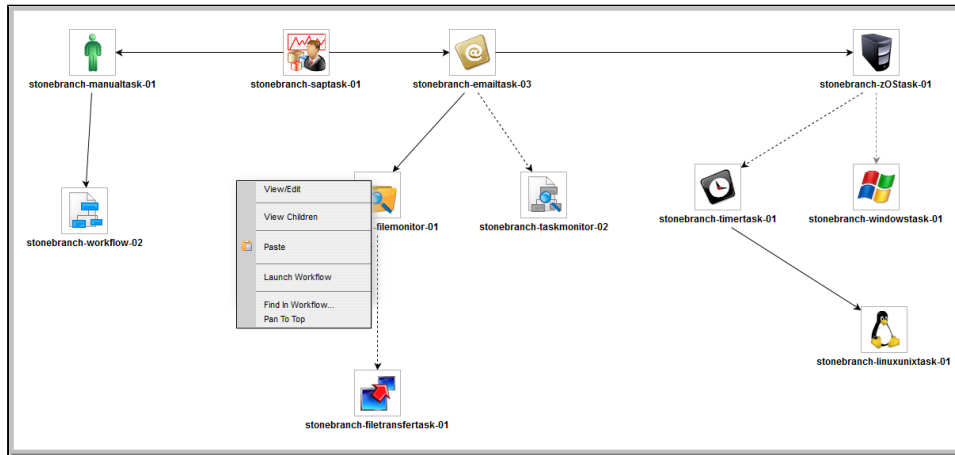 stonebranch-manualtask-01
stonebranch-saptask-01
stonebranch-emailtask-03
stonebranch-zOStask-01
View/Edit
View Children
Paste
Launch Workflow
Find In Workflow...
Pan To Top
-filemonitor-01
stonebranch-workflow-02
stonebranch-taskmonitor-02
stonebranch-timertask-01
stonebranch-windowstask-01
stonebranch-linuxunixtask-01
stonebranch-filetransfertask-01